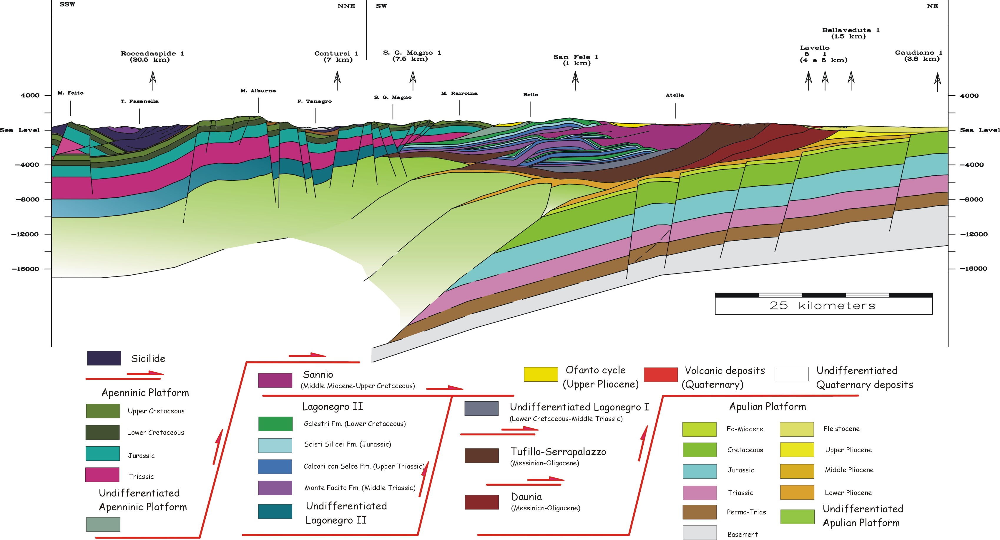 SSW
NNE
SW
NE
Bellaveduta 1
(1.5 km)
Lavello
5 1
(4 e 5 km)
Roccadaspide 1
(20.5 km)
Contursi 1
(7 km)
S. G. Magno 1
(7.5 km)
San Fele 1
(1 km)
Gaudiano 1
(3.8 km)
4000
M. Faito
T. Fasanella
M. Alburno
F. Tanagro
S. G. Magno
M. Rairoina
Bella
Atella
4000
Sea Level
Sea Level
-4000
-4000
-8000
-8000
-12000
-12000
-16000
-16000
25 kilometers
Sicilide
Apenninic Platform
Upper Cretaceous
Lower Cretaceous
Jurassic
Triassic
Undifferentiated
Apenninic Platform
Sannio
(Middle Miocene-Upper Cretaceous)
Lagonegro II
Galestri Fm. (Lower Cretaceous)
Scisti Silicei Fm. (Jurassic)
Calcari con Selce Fm. (Upper Triassic)
Monte Facito Fm. (Middle Triassic)
Undifferentiated
Lagonegro II
Ofanto cycle
(Upper Pliocene)
Volcanic deposits
(Quaternary)
Undifferentiated
Quaternary deposits
Undifferentiated Lagonegro I
(Lower Cretaceous-Middle Triassic)
Tufillo-Serrapalazzo
(Messinian-Oligocene)
Daunia
(Messinian-Oligocene)
Apulian Platform
Eo-Miocene
Cretaceous
Jurassic
Triassic
Permo-Trias
Basement
Pleistocene
Upper Pliocene
Middle Pliocene
Lower Pliocene
Undifferentiated
Apulian Platform